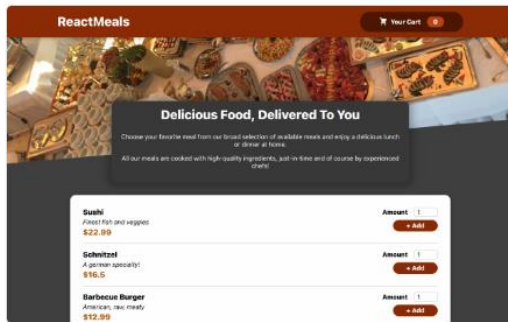 ReactMeals
Your Cart 0
Delicious Food, Delivered To You
Choose your favorite meal from our broad selection of available meals and enjoy a delicious lunch
or dinner at home.
All our meals are cooked with high-quality ingredients, just-in-time and of course by experienced
chefs!
Sushi
Amount 1
Finest fish and veggies
$22.99
+ Add
Schnitzel
Amount 1
A german specialty!
$16.5
+ Add
Barbecue Burger
Amount 1
American, raw, meaty
$12.99
+ Add